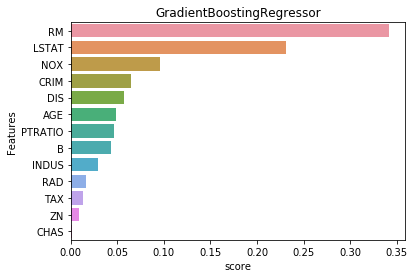 GradientBoostingRegressor
Features
RM
LSTAT
NOX
CRIM
DIS
AGE
PTRATIO
B
INDUS
RAD
TAX
ZN
CHAS
0.00 0.05 0.10 0.15 0.20 0.25 0.30 0.35
score